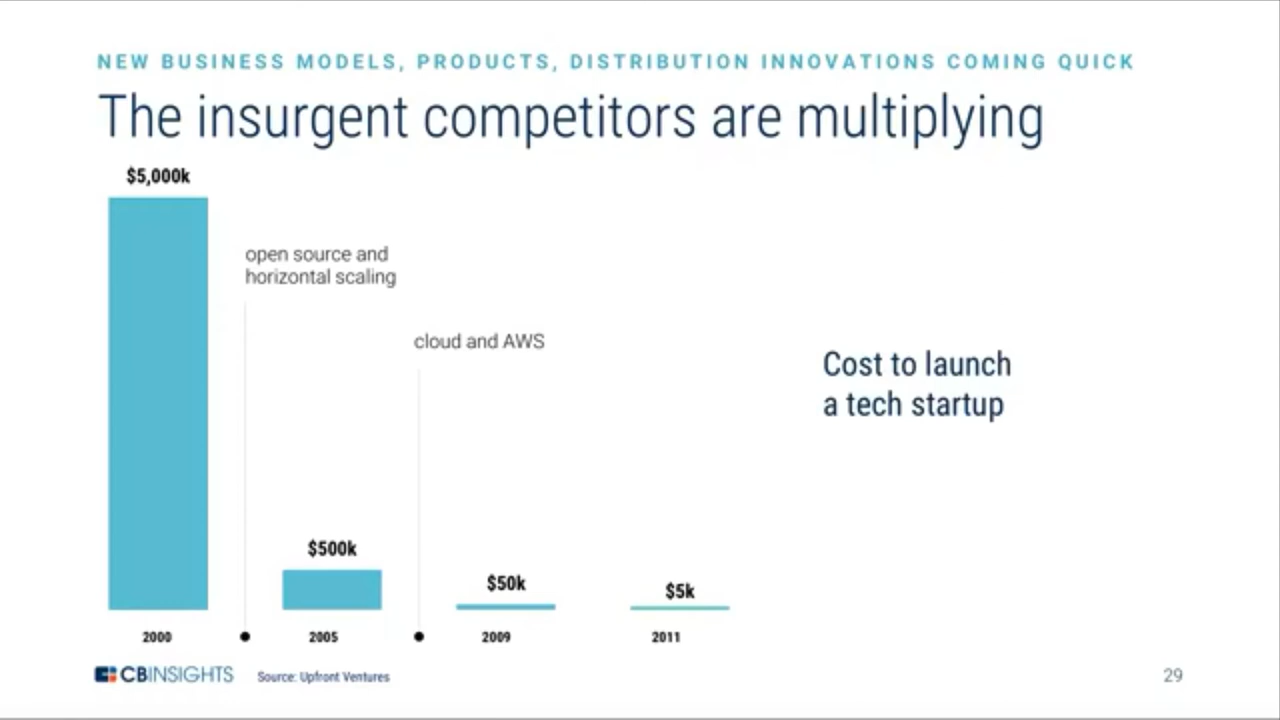 NEW BUSINESS MODELS, PRODUCTS, DISTRIBUTION INNOVATIONS COMING QUICK
The insurgent competitors are multiplying
$5,000k
open source and
horizontal scaling
cloud and AWS
Cost to launch
a tech startup
$500k
$50k
$5k
2000
2005
2009
2011
CBINSIGHTS
Source: Upfront Ventures
29